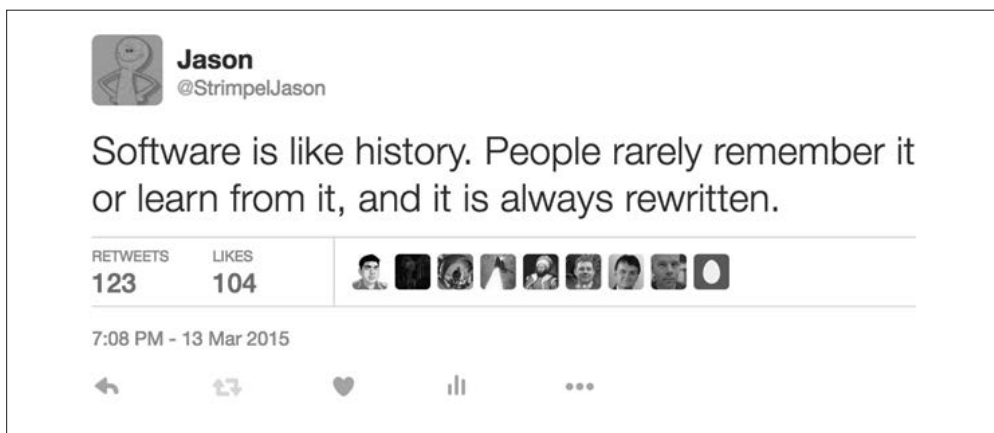 Jason
@StrimpelJason
Software is like history. People rarely remember it
or learn from it, and it is always rewritten.
RETWEETS LIKES
123 104
7:08 PM - 13 Mar 2015